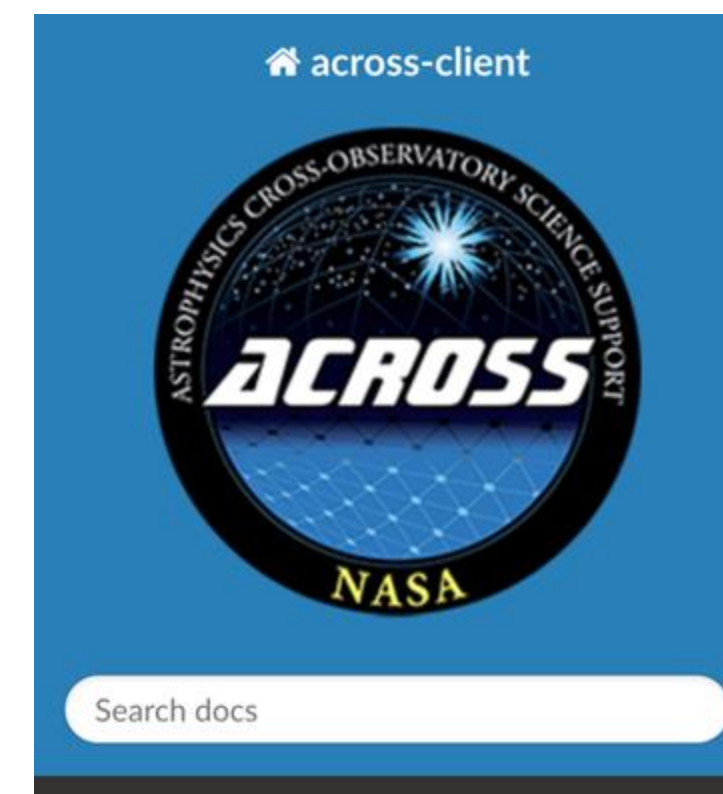 across-client
ASTROPHYSICS CROSS-OBSERVATORY SCIENCE SUPPORT
ACROSS
NASA
Search docs